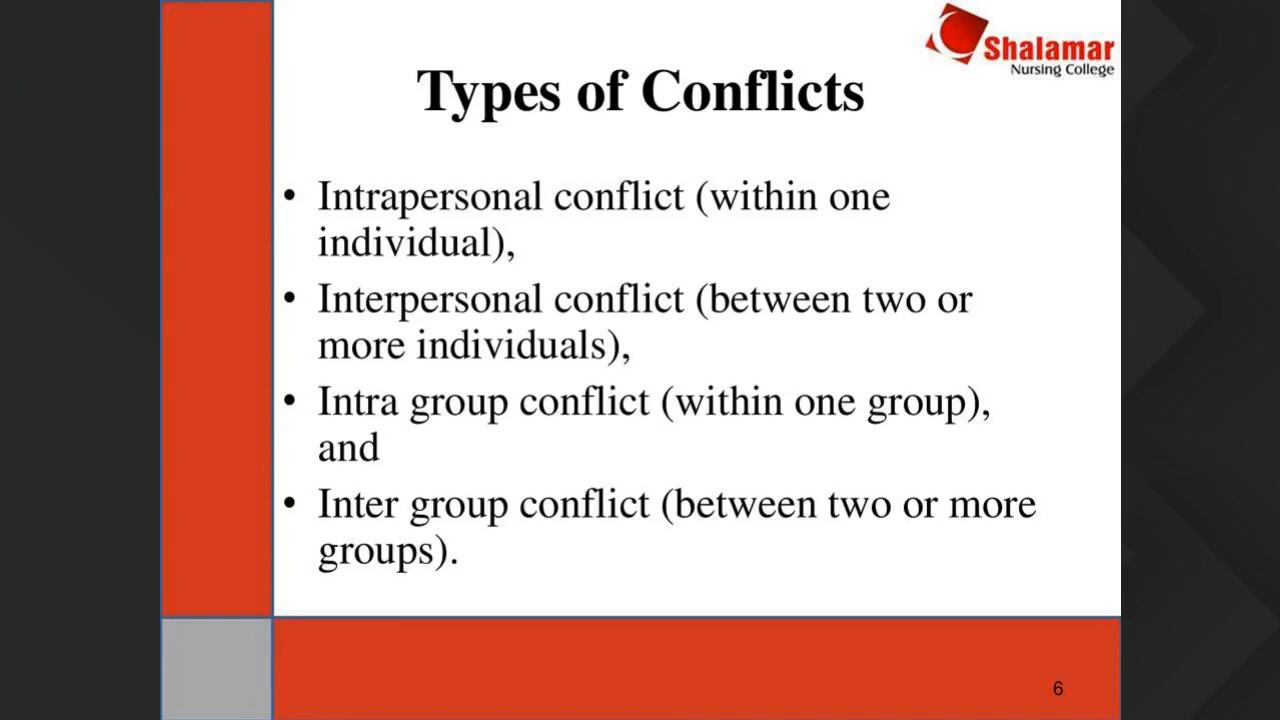 Shalamar
Nursing College
Types of Conflicts
• Intrapersonal conflict (within one
individual),
• Interpersonal conflict (between two or
more individuals),
• Intra group conflict (within one group),
and
• Inter group conflict (between two or more
groups).
6